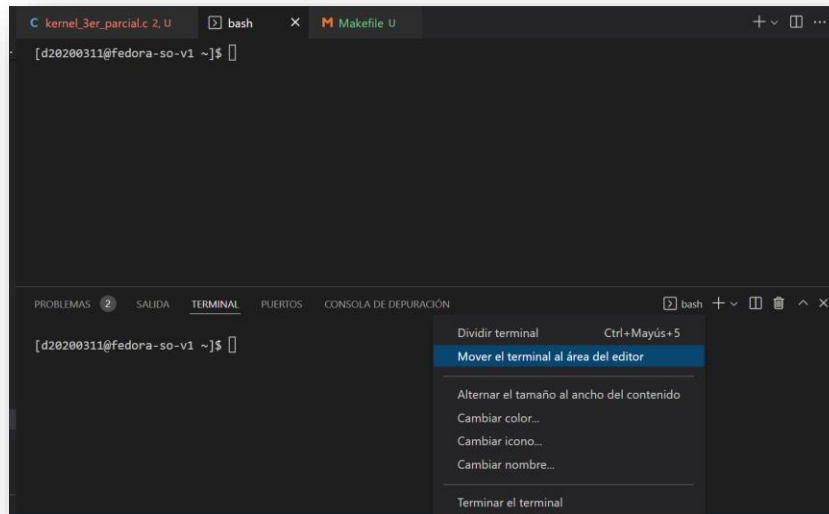 kernel_3er_parcial.c 2, U bash Makefile U
[d20200311@fedora-so-v1 ~]$
PROBLEMAS 2 SALIDA TERMINAL PUERTOS CONSOLA DE DEPURACIÓN bash
[d20200311@fedora-so-v1 ~]$
Dividir terminal Ctrl+Mayús+5
Mover el terminal al área del editor
Alternar el tamaño al ancho del contenido
Cambiar color...
Cambiar icono...
Cambiar nombre...
Terminar el terminal